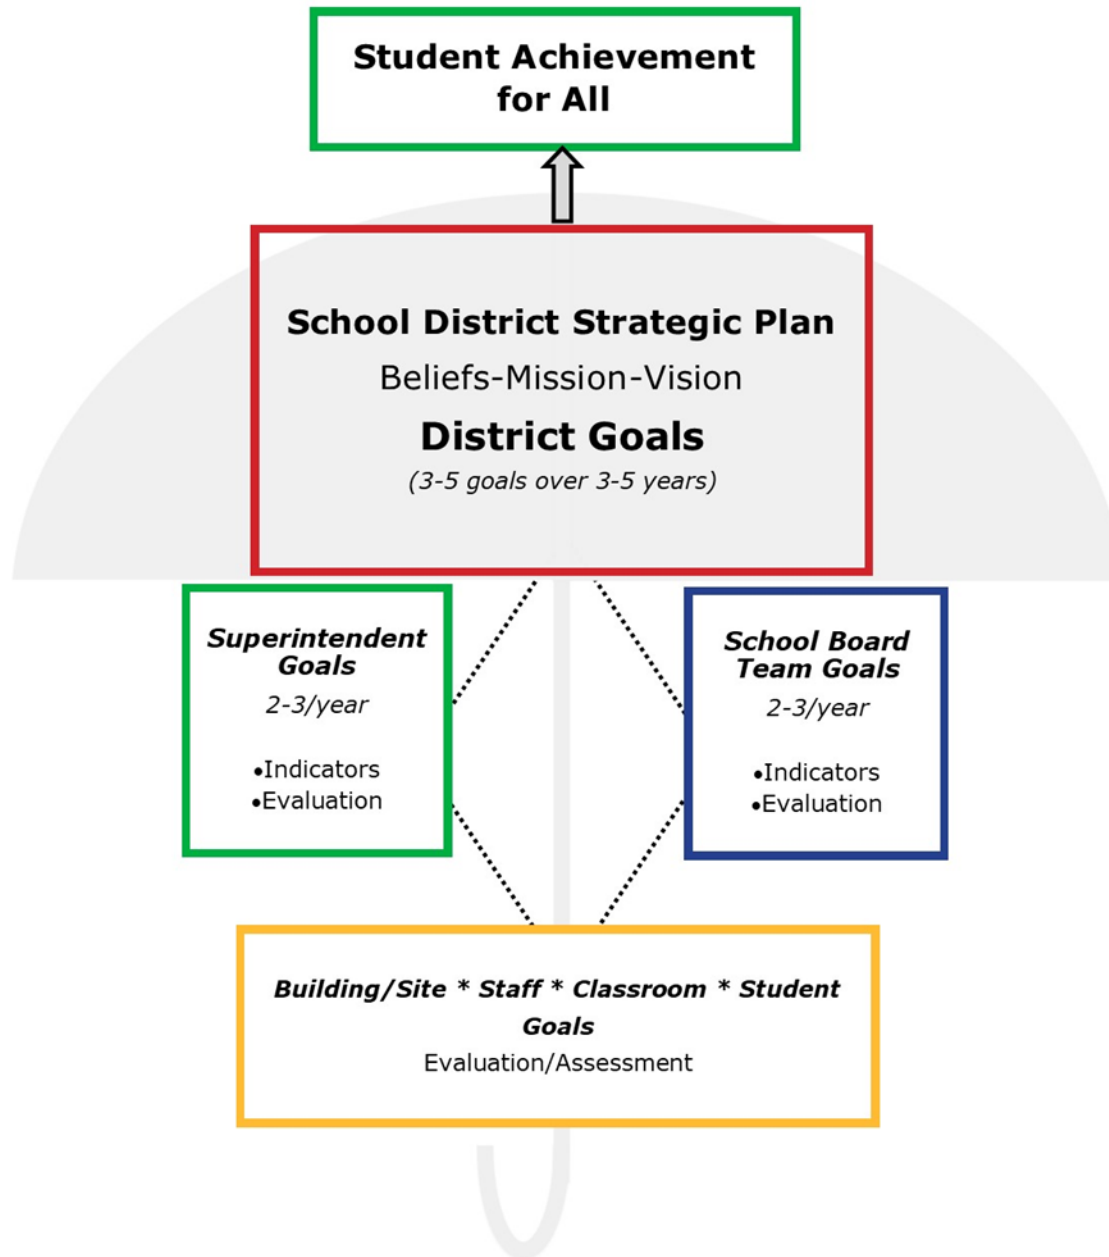 Student Achievement
for All
School District Strategic Plan
Beliefs-Mission-Vision
District Goals
(3-5 goals over 3-5 years)
Superintendent
Goals
2-3/year
•Indicators
•Evaluation
School Board
Team Goals
2-3/year
•Indicators
•Evaluation
Building/Site * Staff * Classroom * Student
Goals
Evaluation/Assessment